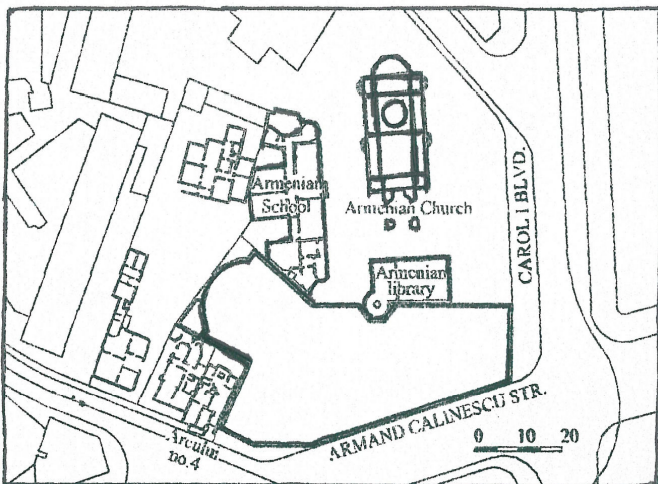 Armenian
School
Armenian Church
Armenian
library
CAROL I BLVD.
ARMAND CALINESCU STR.
Arcului
no.4
0 10 20